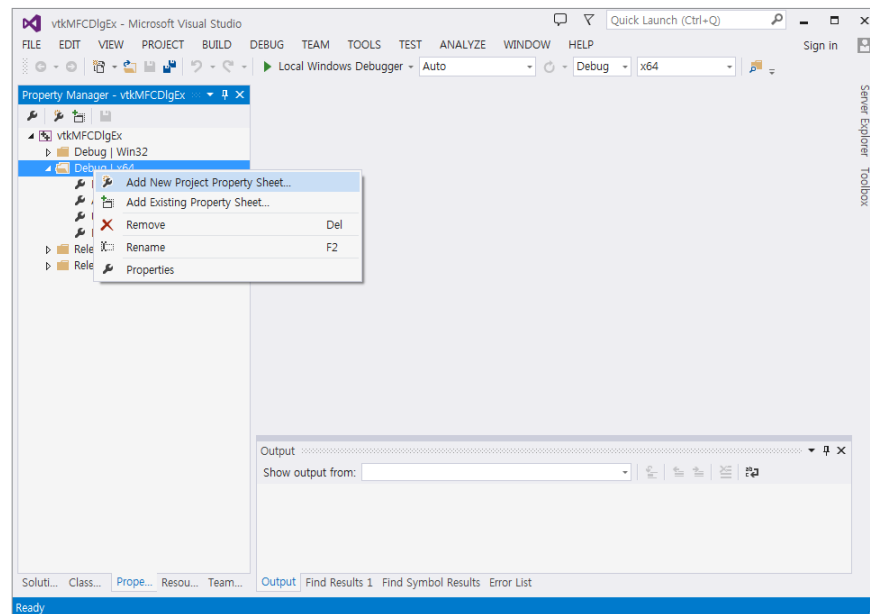 vtkMFCDlgEx - Microsoft Visual Studio
Quick Launch (Ctrl+Q)
FILE EDIT VIEW PROJECT BUILD DEBUG TEAM TOOLS TEST ANALYZE WINDOW HELP
Sign in
Local Windows Debugger Auto Debug x64
Property Manager - vtkMFCDlgEx
vtkMFCDlgEx
Debug | Win32
Debug | x64
Add New Project Property Sheet...
Add Existing Property Sheet...
Remove Del
Rele
Rename F2
Rele
Properties
Server Explorer
Toolbox
Output
Show output from:
Soluti... Class... Prope... Resou... Team...
Output Find Results 1 Find Symbol Results Error List
Ready